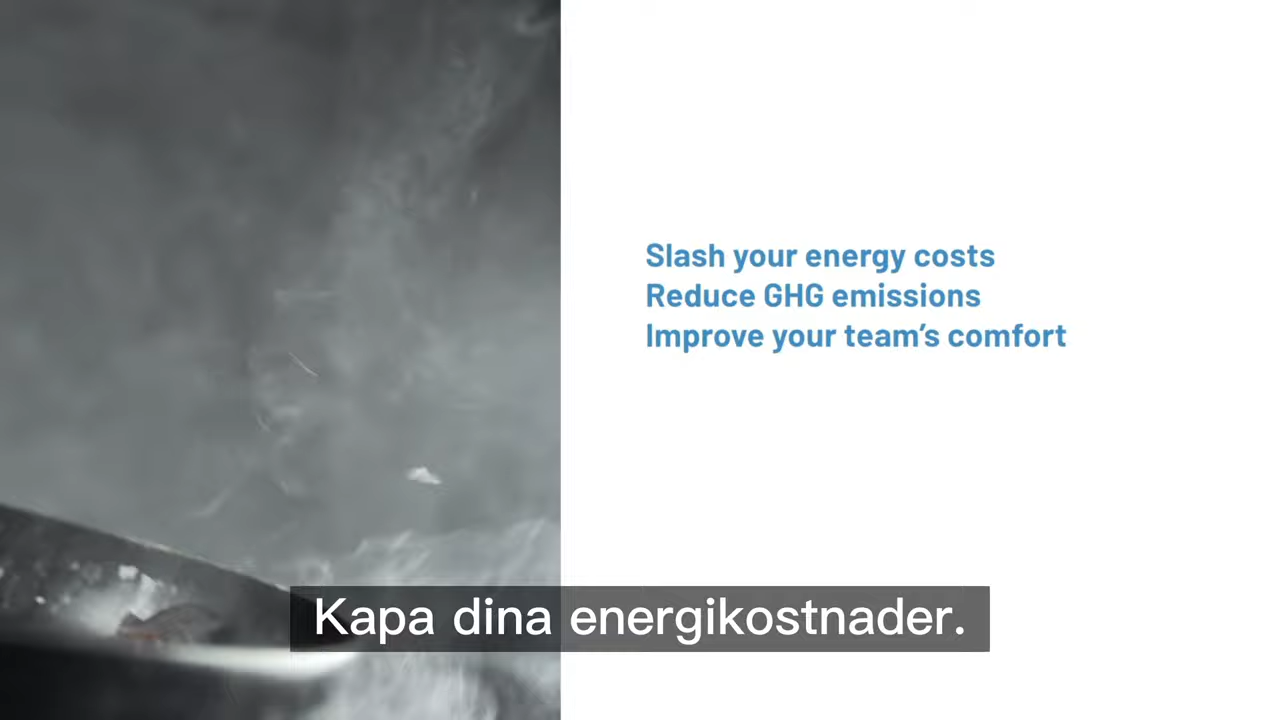 Slash your energy costs
Reduce GHG emissions
Improve your team’s comfort
Kapa dina energikostnader.